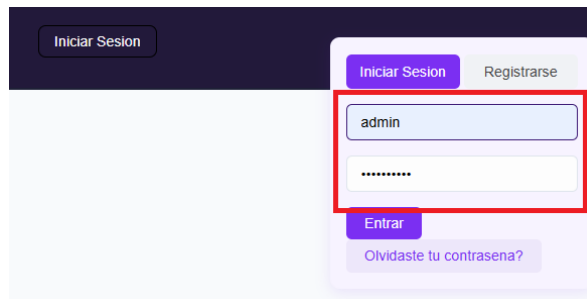 Iniciar Sesion
Iniciar Sesion Registrarse
admin
••••••••••
Entrar
Olvidaste tu contrasena?